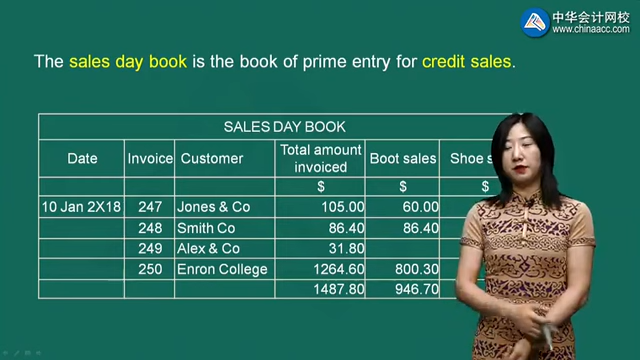 中华会计网校
www.chinaacc.com
The sales day book is the book of prime entry for credit sales.
SALES DAY BOOK
Date Invoice Customer Total amount invoiced Boot sales Shoe
$ $ $
10 Jan 2X18 247 Jones & Co 105.00 60.00
248 Smith Co 86.40 86.40
249 Alex & Co 31.80
250 Enron College 1264.60 800.30
1487.80 946.70